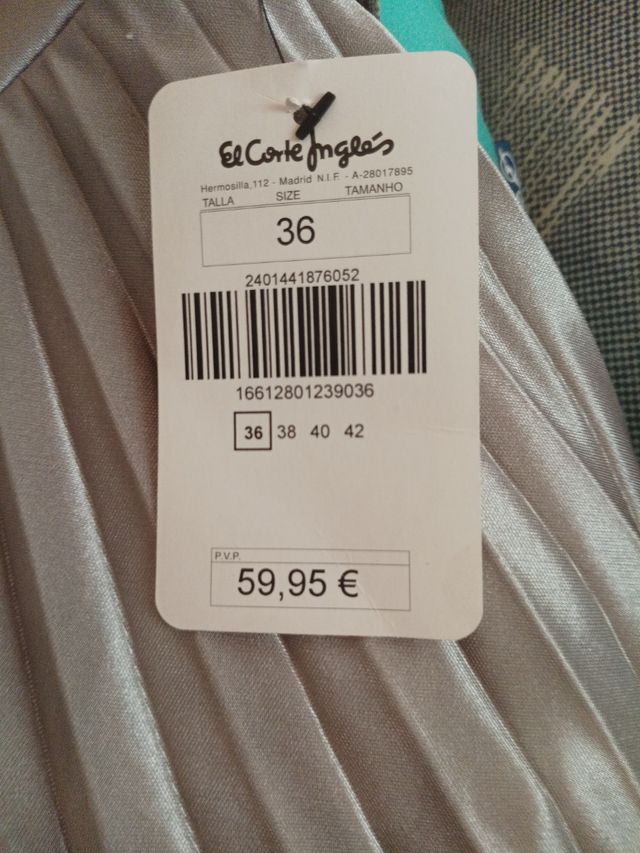 El Corte Inglés
Hermosilla, 112 - Madrid N.I.F. - A-28017895
TALLA SIZE TAMANHO
36
2401441876052
16612801239036
36 38 40 42
P.V.P.
59,95 €